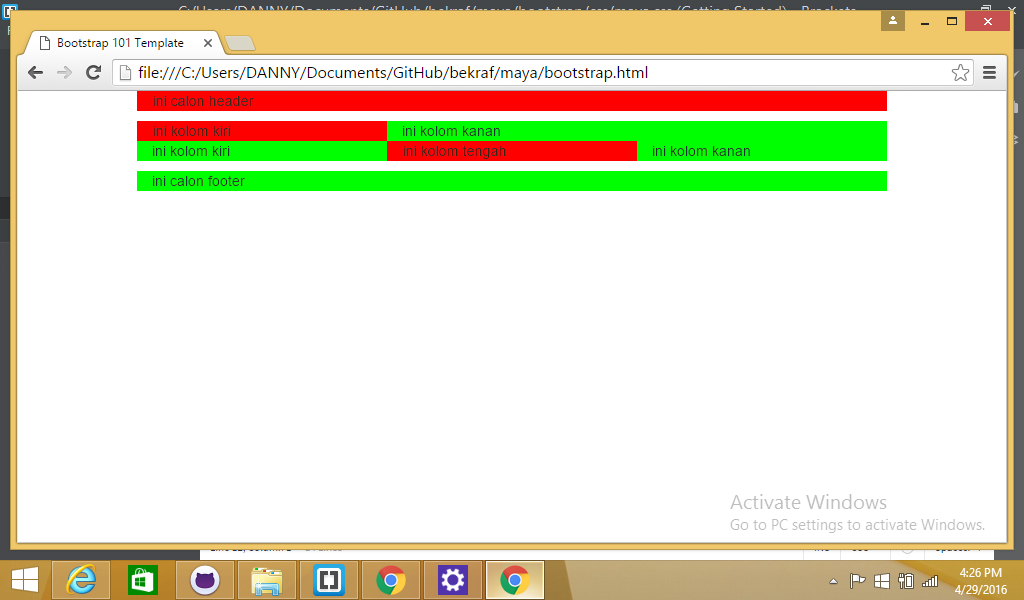 Bootstrap 101 Template
file:///C:/Users/DANNY/Documents/GitHub/bekraf/maya/bootstrap.html
ini calon header
ini kolom kiri
ini kolom kanan
ini kolom kiri
ini kolom tengah
ini kolom kanan
ini calon footer
Activate Windows
Go to PC settings to activate Windows.
4:26 PM
4/29/2016